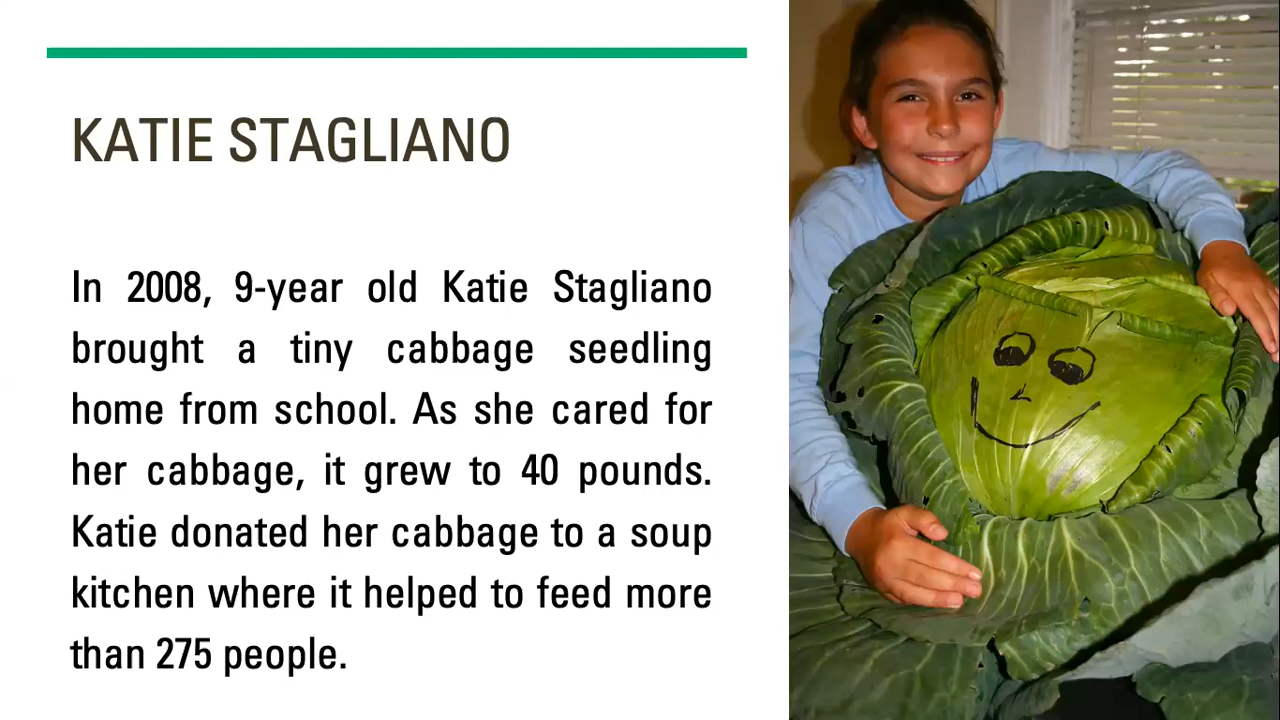 KATIE STAGLIANO
In 2008, 9-year old Katie Stagliano
brought a tiny cabbage seedling
home from school. As she cared for
her cabbage, it grew to 40 pounds.
Katie donated her cabbage to a soup
kitchen where it helped to feed more
than 275 people.